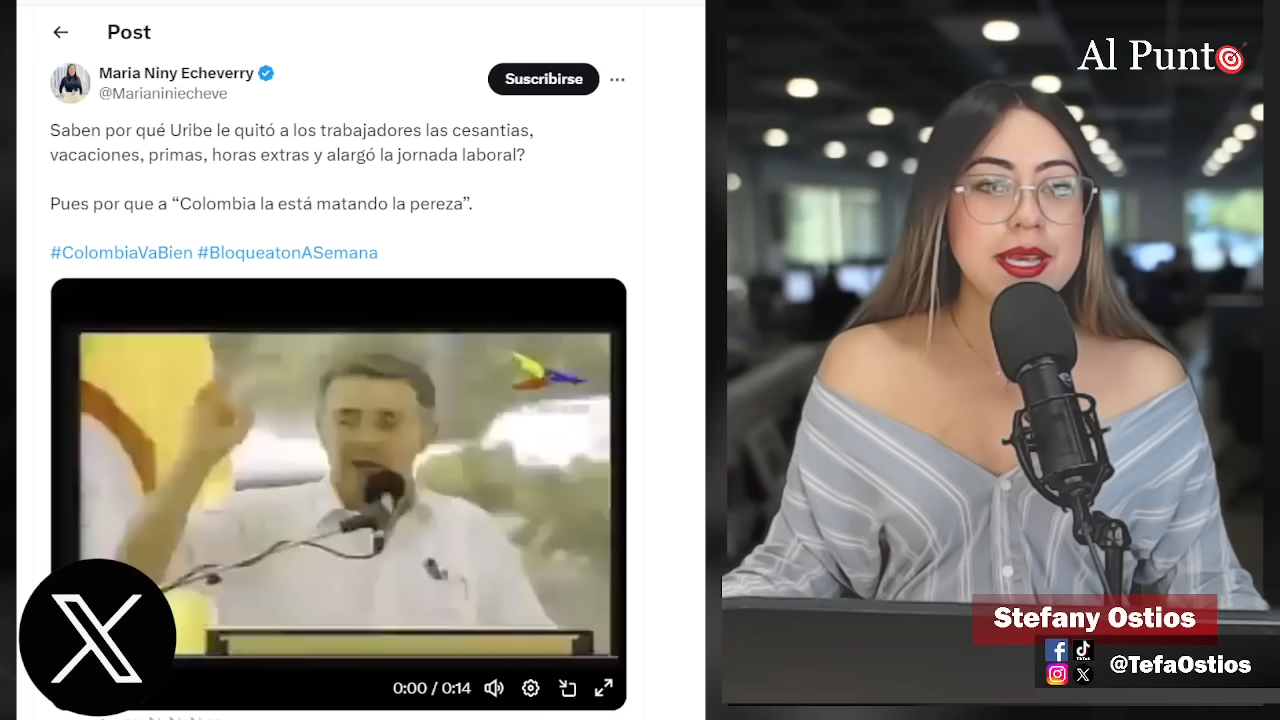 Post
Maria Niny Echeverry
@Marianiniecheve
Suscribirse
Saben por qué Uribe le quitó a los trabajadores las cesantias,
vacaciones, primas, horas extras y alargó la jornada laboral?
Pues por que a “Colombia la está matando la pereza”.
#ColombiaVaBien #BloqueatonASemana
0:00 / 0:14
Al Punto
Stefany Ostios
@TefaOstios